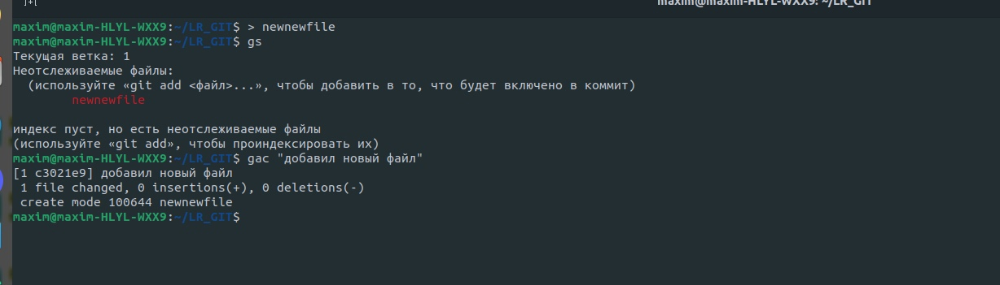 maxim@maxim-HLYL-WXX9: ~/LR_GIT
maxim@maxim-HLYL-WXX9:~/LR_GIT$ > newnewfile
maxim@maxim-HLYL-WXX9:~/LR_GIT$ gs
Текущая ветка: 1
Неотслеживаемые файлы:
(используйте «git add <файл>...», чтобы добавить в то, что будет включено в коммит)
newnewfile
индекс пуст, но есть неотслеживаемые файлы
(используйте «git add», чтобы проиндексировать их)
maxim@maxim-HLYL-WXX9:~/LR_GIT$ gac "добавил новый файл"
[1 c3021e9] добавил новый файл
1 file changed, 0 insertions(+), 0 deletions(-)
create mode 100644 newnewfile
maxim@maxim-HLYL-WXX9:~/LR_GIT$